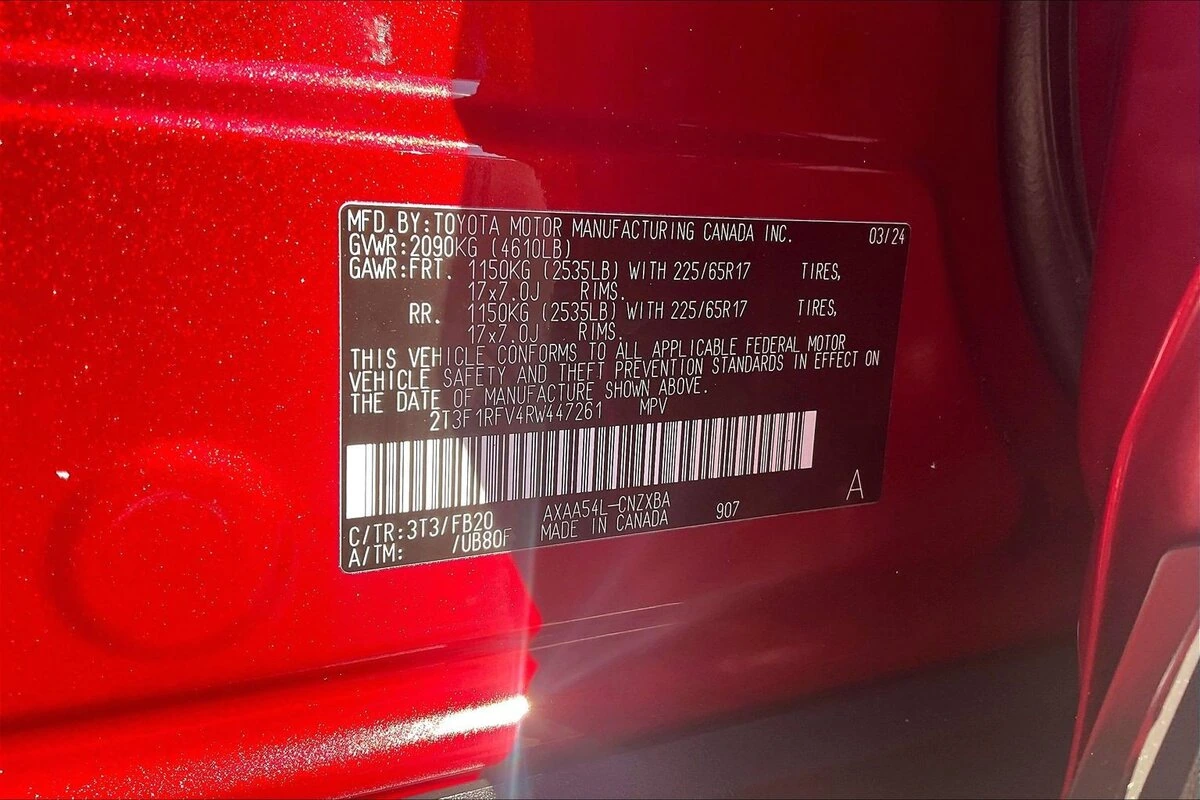 MFD.BY:TOYOTA MOTOR MANUFACTURING CANADA INC. 03/24
GVWR:2090KG (4610LB)
GAWR:FRT. 1150KG (2535LB) WITH 225/65R17 TIRES,
17x7.0J RIMS.
RR. 1150KG (2535LB) WITH 225/65R17 TIRES,
17x7.0J RIMS.
THIS VEHICLE CONFORMS TO ALL APPLICABLE FEDERAL MOTOR
VEHICLE SAFETY AND THEFT PREVENTION STANDARDS IN EFFECT ON
THE DATE OF MANUFACTURE SHOWN ABOVE.
2T3F1RFV4RW447261 MPV
A
C/TR:3T3/FB20 AXAA54L-CNZXBA 907
A/TM: /UB80F MADE IN CANADA